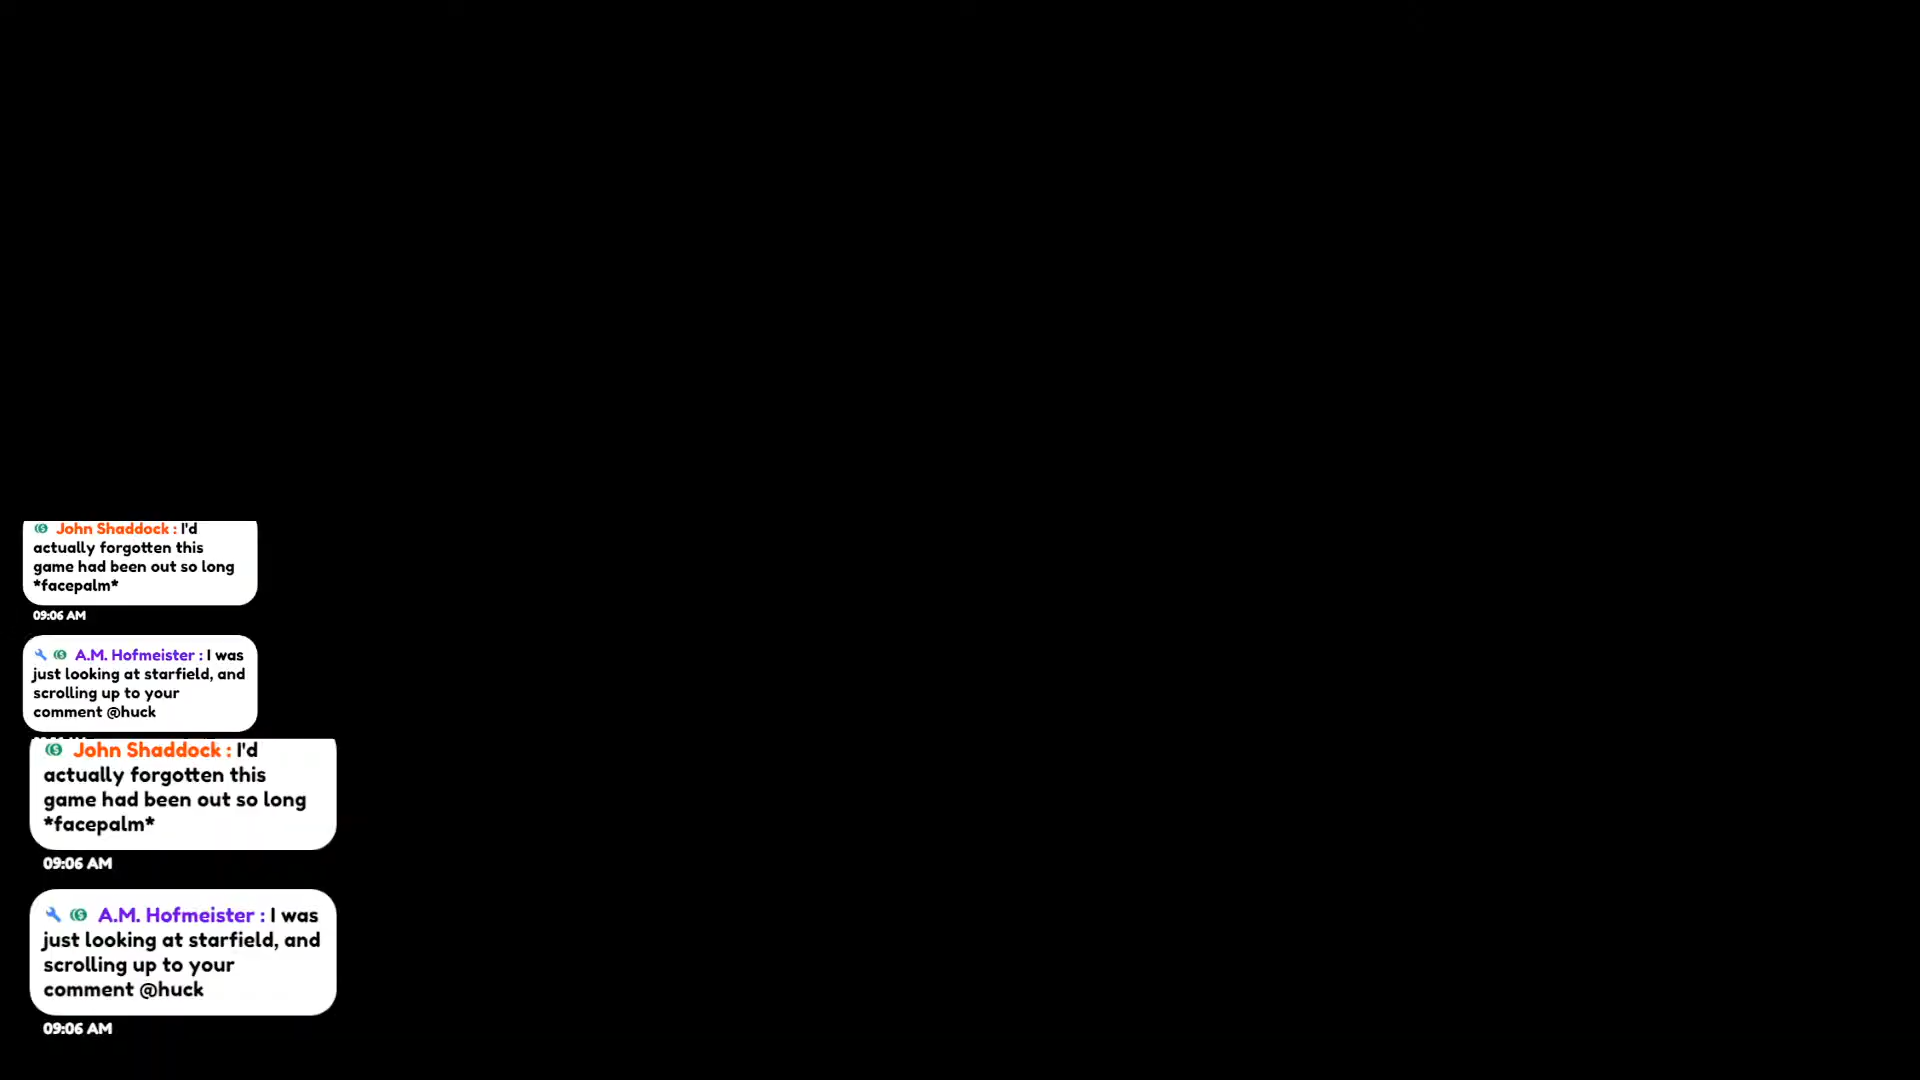 John Shaddock : I'd
actually forgotten this
game had been out so long
*facepalm*
09:06 AM
A.M. Hofmeister : I was
just looking at starfield, and
scrolling up to your
comment @huck
John Shaddock : I'd
actually forgotten this
game had been out so long
*facepalm*
09:06 AM
A.M. Hofmeister : I was
just looking at starfield, and
scrolling up to your
comment @huck
09:06 AM